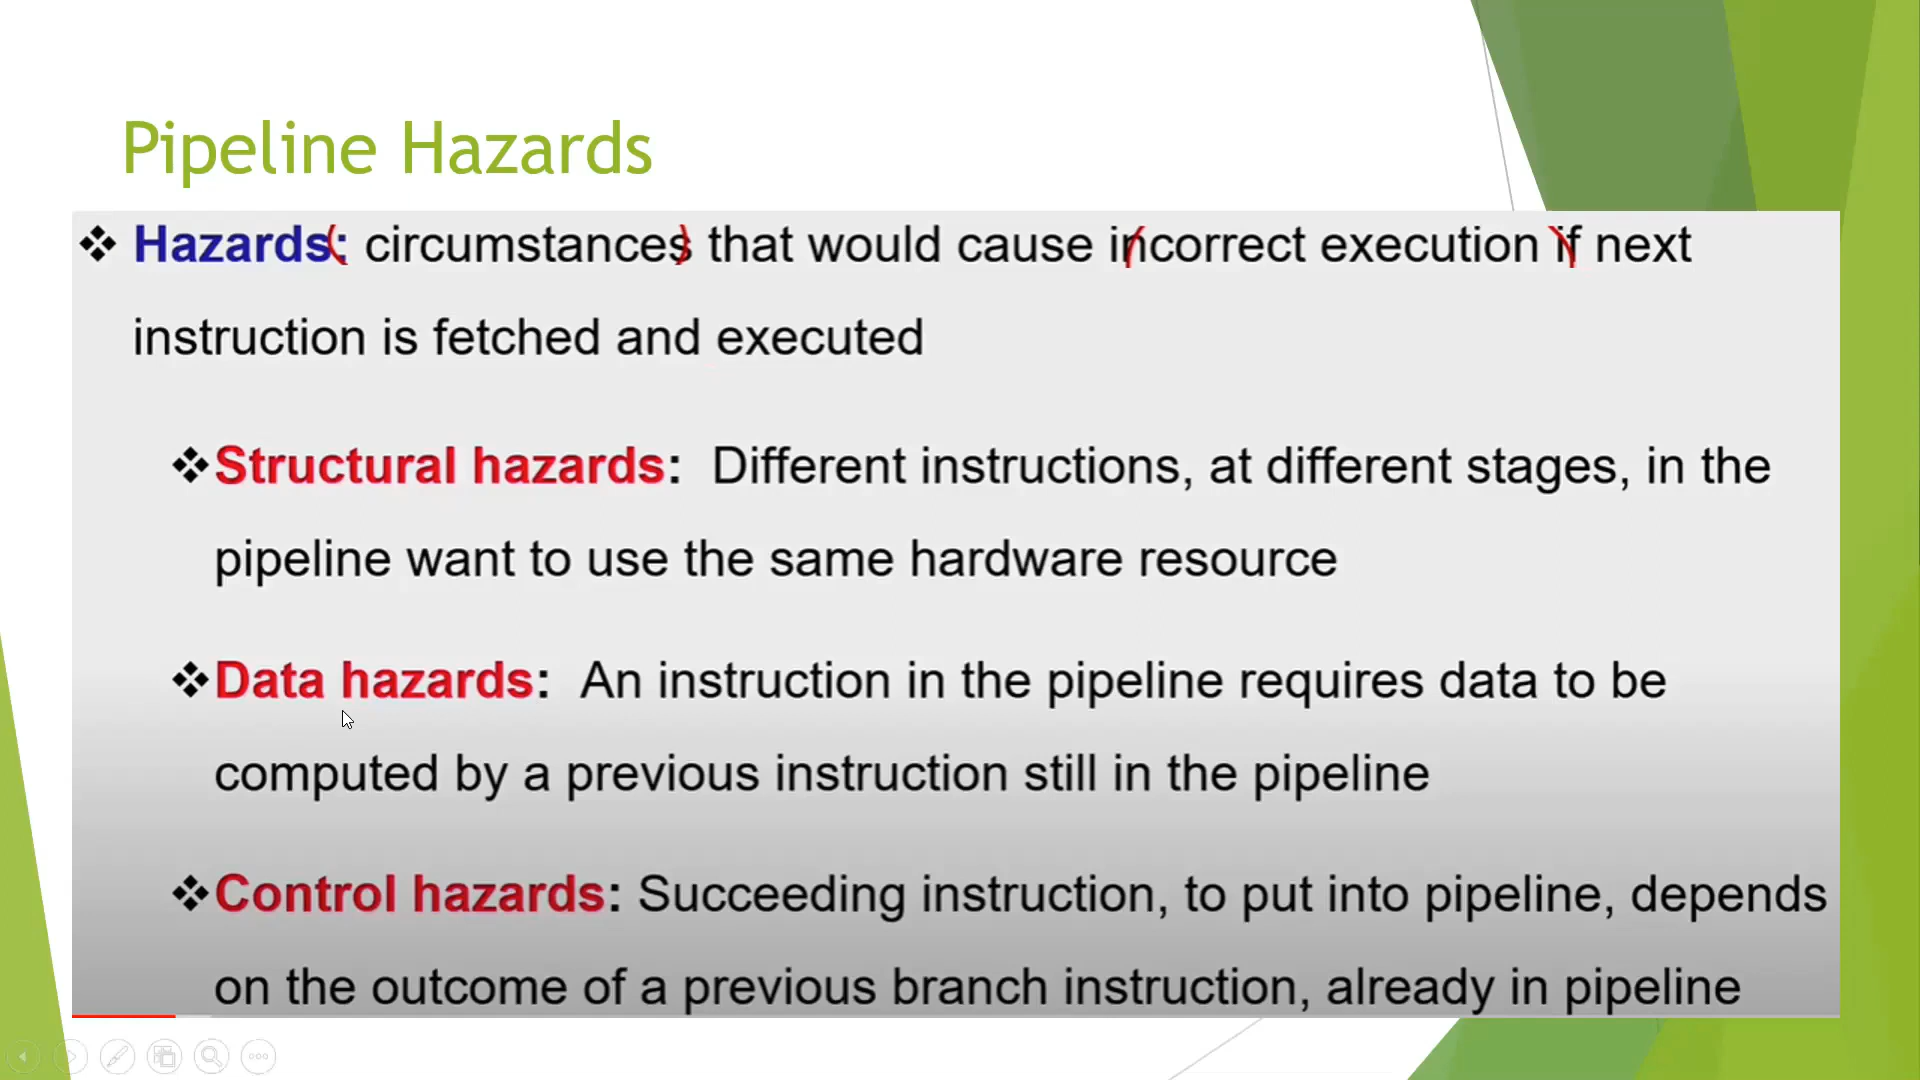 Pipeline Hazards
❖ Hazards: circumstances that would cause incorrect execution if next
instruction is fetched and executed
❖Structural hazards: Different instructions, at different stages, in the
pipeline want to use the same hardware resource
❖Data hazards: An instruction in the pipeline requires data to be
computed by a previous instruction still in the pipeline
❖Control hazards: Succeeding instruction, to put into pipeline, depends
on the outcome of a previous branch instruction, already in pipeline